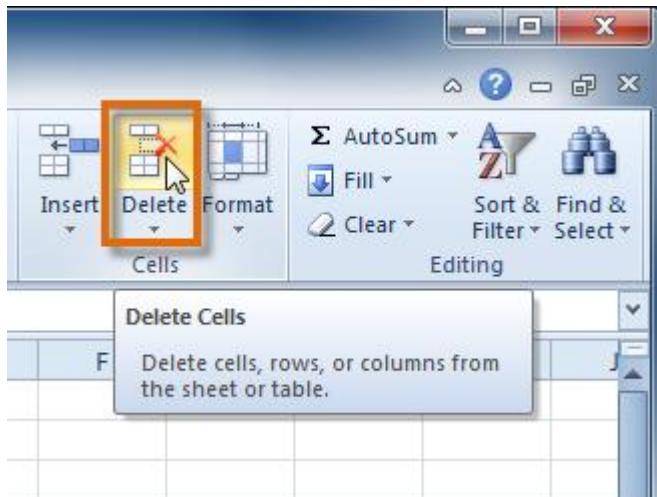 Σ AutoSum
Fill
Clear
Insert Delete Format
Sort & Filter
Find & Select
Cells
Editing
Delete Cells
Delete cells, rows, or columns from
the sheet or table.
F
J